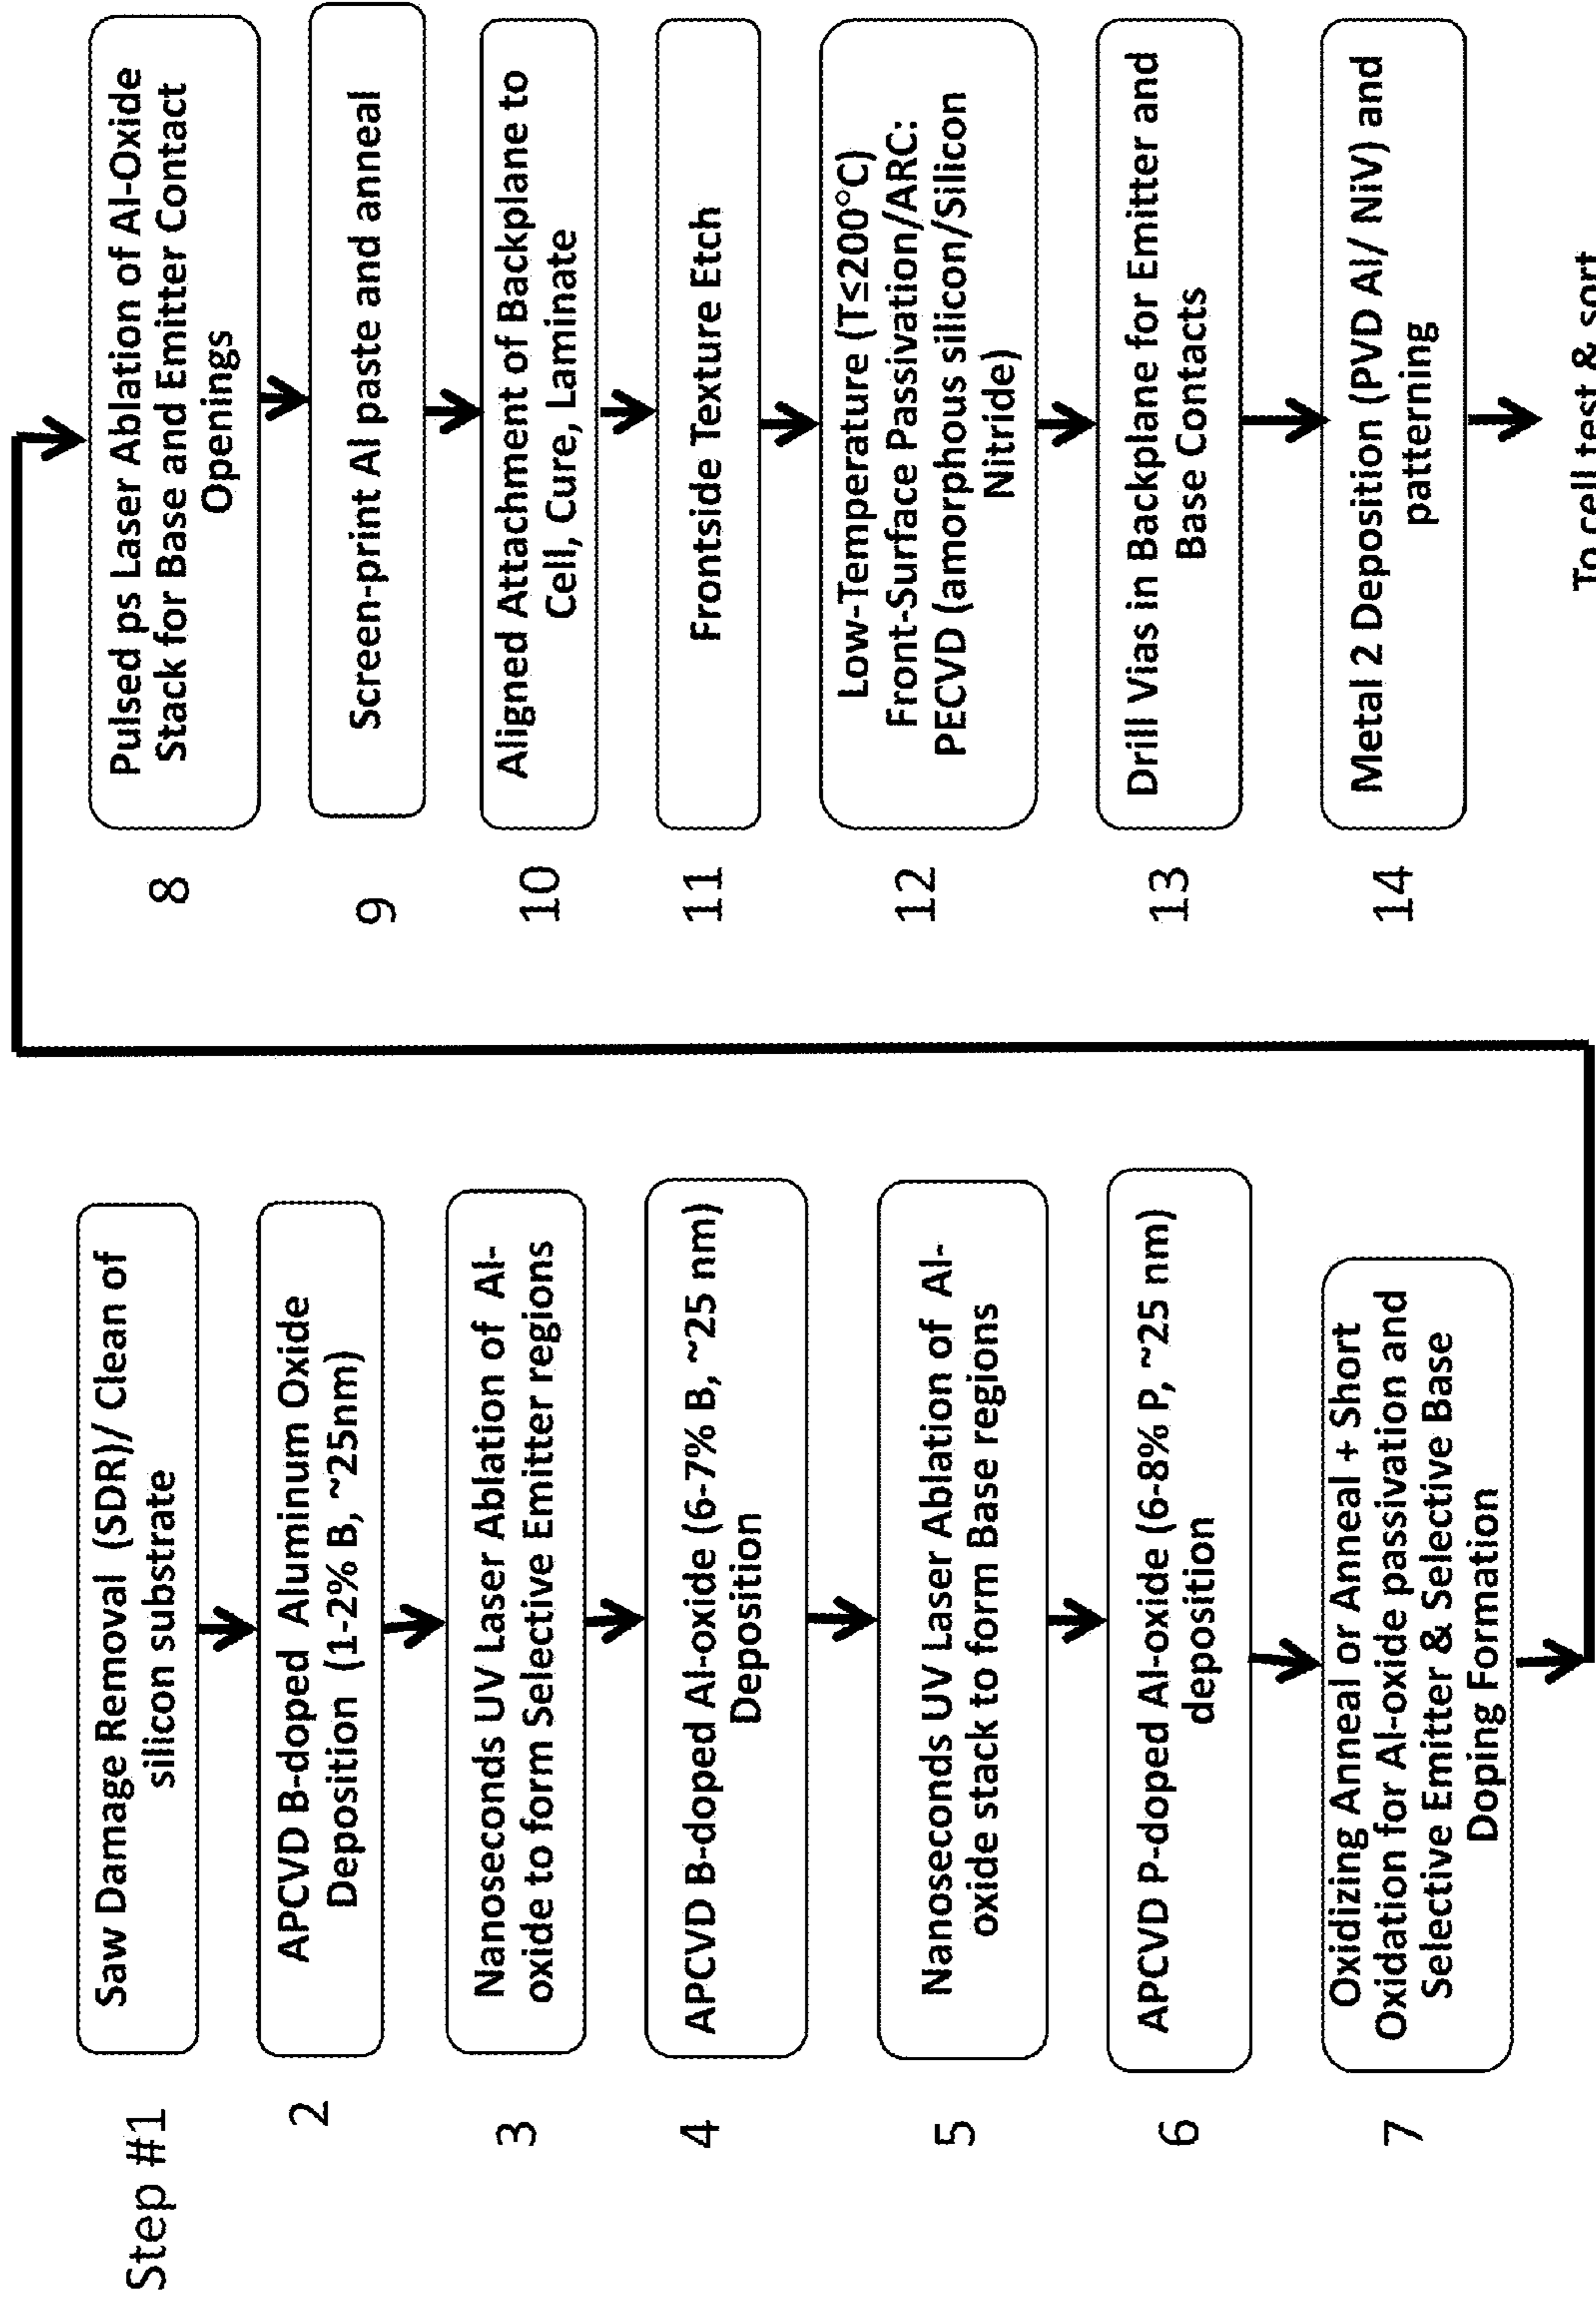 Step #1
Saw Damage Removal (SDR)/ Clean of
silicon substrate
2
APCVD B-doped Aluminum Oxide
Deposition (1-2% B, ~25nm)
3
Nanoseconds UV Laser Ablation of Al-
oxide to form Selective Emitter regions
4
APCVD B-doped Al-oxide (6-7% B, ~25 nm)
Deposition
5
Nanoseconds UV Laser Ablation of Al-
oxide stack to form Base regions
6
APCVD P-doped Al-oxide (6-8% P, ~25 nm)
deposition
7
Oxidizing Anneal or Anneal + Short
Oxidation for Al-oxide passivation and
Selective Emitter & Selective Base
Doping Formation
8
Pulsed ps Laser Ablation of Al-Oxide
Stack for Base and Emitter Contact
Openings
9
Screen-print Al paste and anneal
10
Aligned Attachment of Backplane to
Cell, Cure, Laminate
11
Frontside Texture Etch
12
Low-Temperature (T≤200°C)
Front-Surface Passivation/ARC:
PECVD (amorphous silicon/Silicon
Nitride)
13
Drill Vias in Backplane for Emitter and
Base Contacts
14
Metal 2 Deposition (PVD Al/ NiV) and
patterning
To cell test & sort